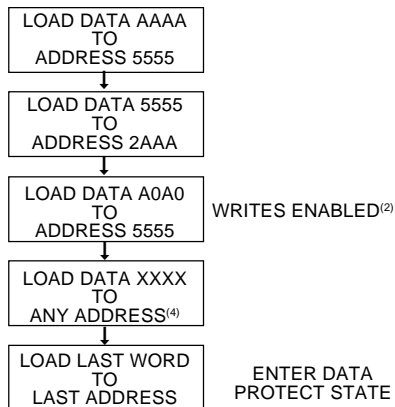 LOAD DATA AAAA
TO
ADDRESS 5555
LOAD DATA 5555
TO
ADDRESS 2AAA
LOAD DATA A0A0
TO
ADDRESS 5555
WRITES ENABLED(2)
LOAD DATA XXXX
TO
ANY ADDRESS(4)
LOAD LAST WORD
TO
LAST ADDRESS
ENTER DATA
PROTECT STATE